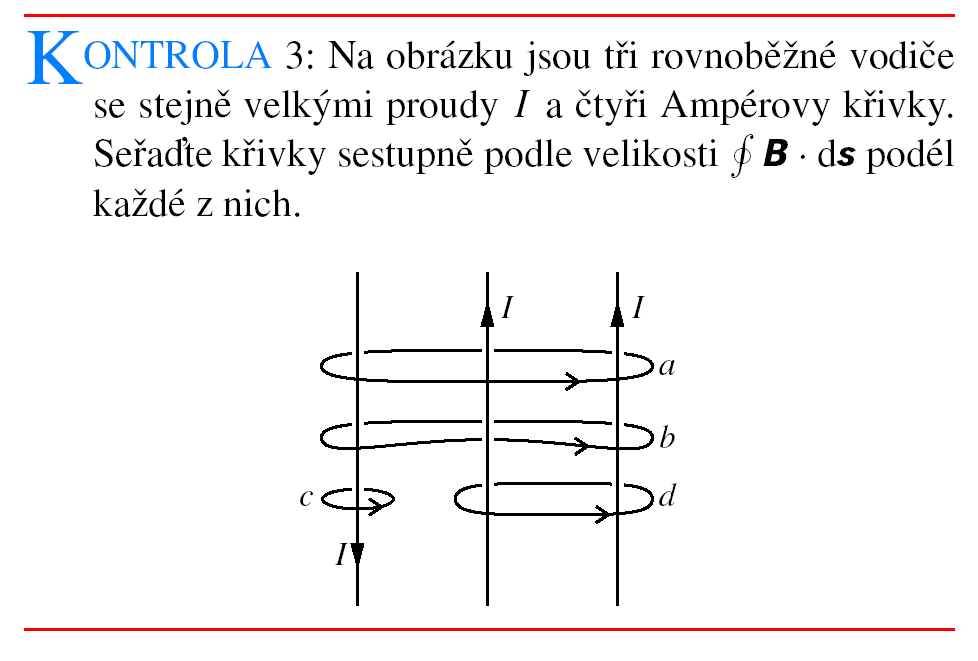 KONTROLA 3: Na obrázku jsou tři rovnoběžné vodiče
se stejně velkými proudy I a čtyři Ampérovy křivky.
Seřaďte křivky sestupně podle velikosti ∮ B · ds podél
každé z nich.
I I
a
b
c d
I